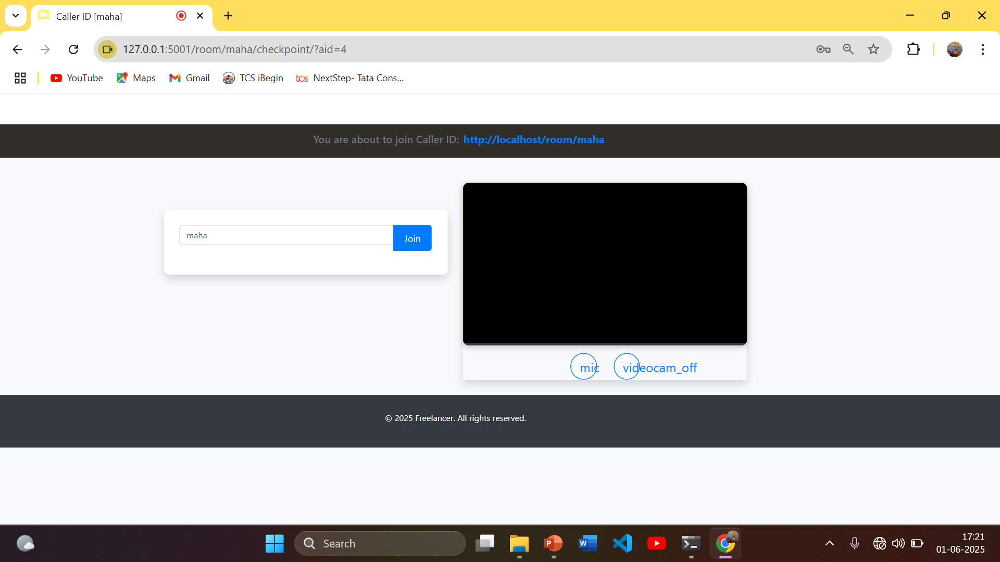 Caller ID [maha]
127.0.0.1:5001/room/maha/checkpoint/?aid=4
YouTube
Maps
Gmail
TCS iBegin
tcs
NextStep- Tata Cons...
You are about to join Caller ID: http://localhost/room/maha
maha
Join
mic
videocam_off
© 2025 Freelancer. All rights reserved.
Search
P
W
17:21
01-06-2025